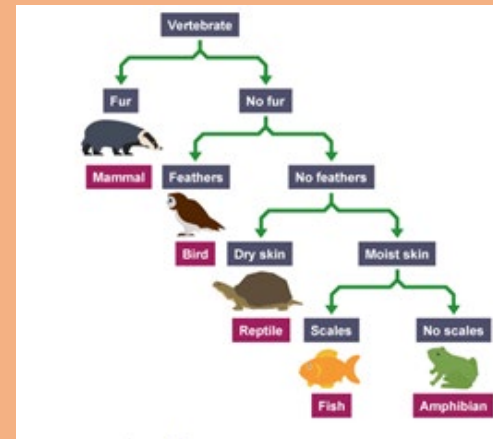 Vertebrate
Fur
No fur
Mammal
Feathers
No feathers
Bird
Dry skin
Moist skin
Reptile
Scales
No scales
Fish
Amphibian